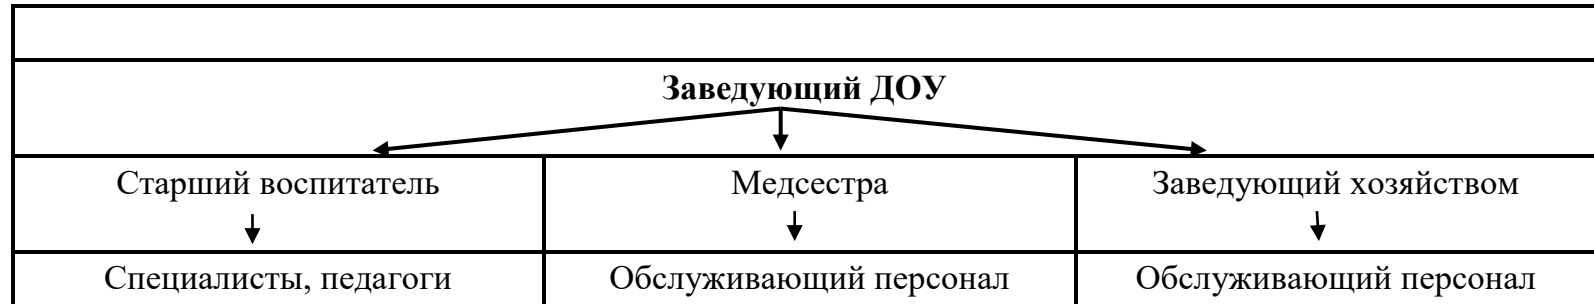 Заведующий ДОУ
Старший воспитатель
Медсестра
Заведующий хозяйством
Специалисты, педагоги
Обслуживающий персонал
Обслуживающий персонал